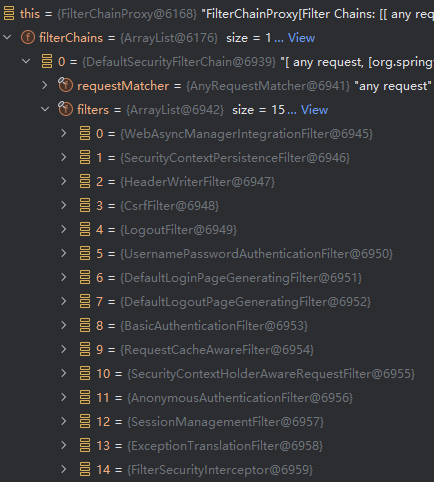 this = {FilterChainProxy@6168} "FilterChainProxy[Filter Chains: [[ any req
f filterChains = {ArrayList@6176} size = 1... View
0 = {DefaultSecurityFilterChain@6939} "[ any request, [org.spring
f requestMatcher = {AnyRequestMatcher@6941} "any request"
f filters = {ArrayList@6942} size = 15... View
0 = {WebAsyncManagerIntegrationFilter@6945}
1 = {SecurityContextPersistenceFilter@6946}
2 = {HeaderWriterFilter@6947}
3 = {CsrfFilter@6948}
4 = {LogoutFilter@6949}
5 = {UsernamePasswordAuthenticationFilter@6950}
6 = {DefaultLoginPageGeneratingFilter@6951}
7 = {DefaultLogoutPageGeneratingFilter@6952}
8 = {BasicAuthenticationFilter@6953}
9 = {RequestCacheAwareFilter@6954}
10 = {SecurityContextHolderAwareRequestFilter@6955}
11 = {AnonymousAuthenticationFilter@6956}
12 = {SessionManagementFilter@6957}
13 = {ExceptionTranslationFilter@6958}
14 = {FilterSecurityInterceptor@6959}